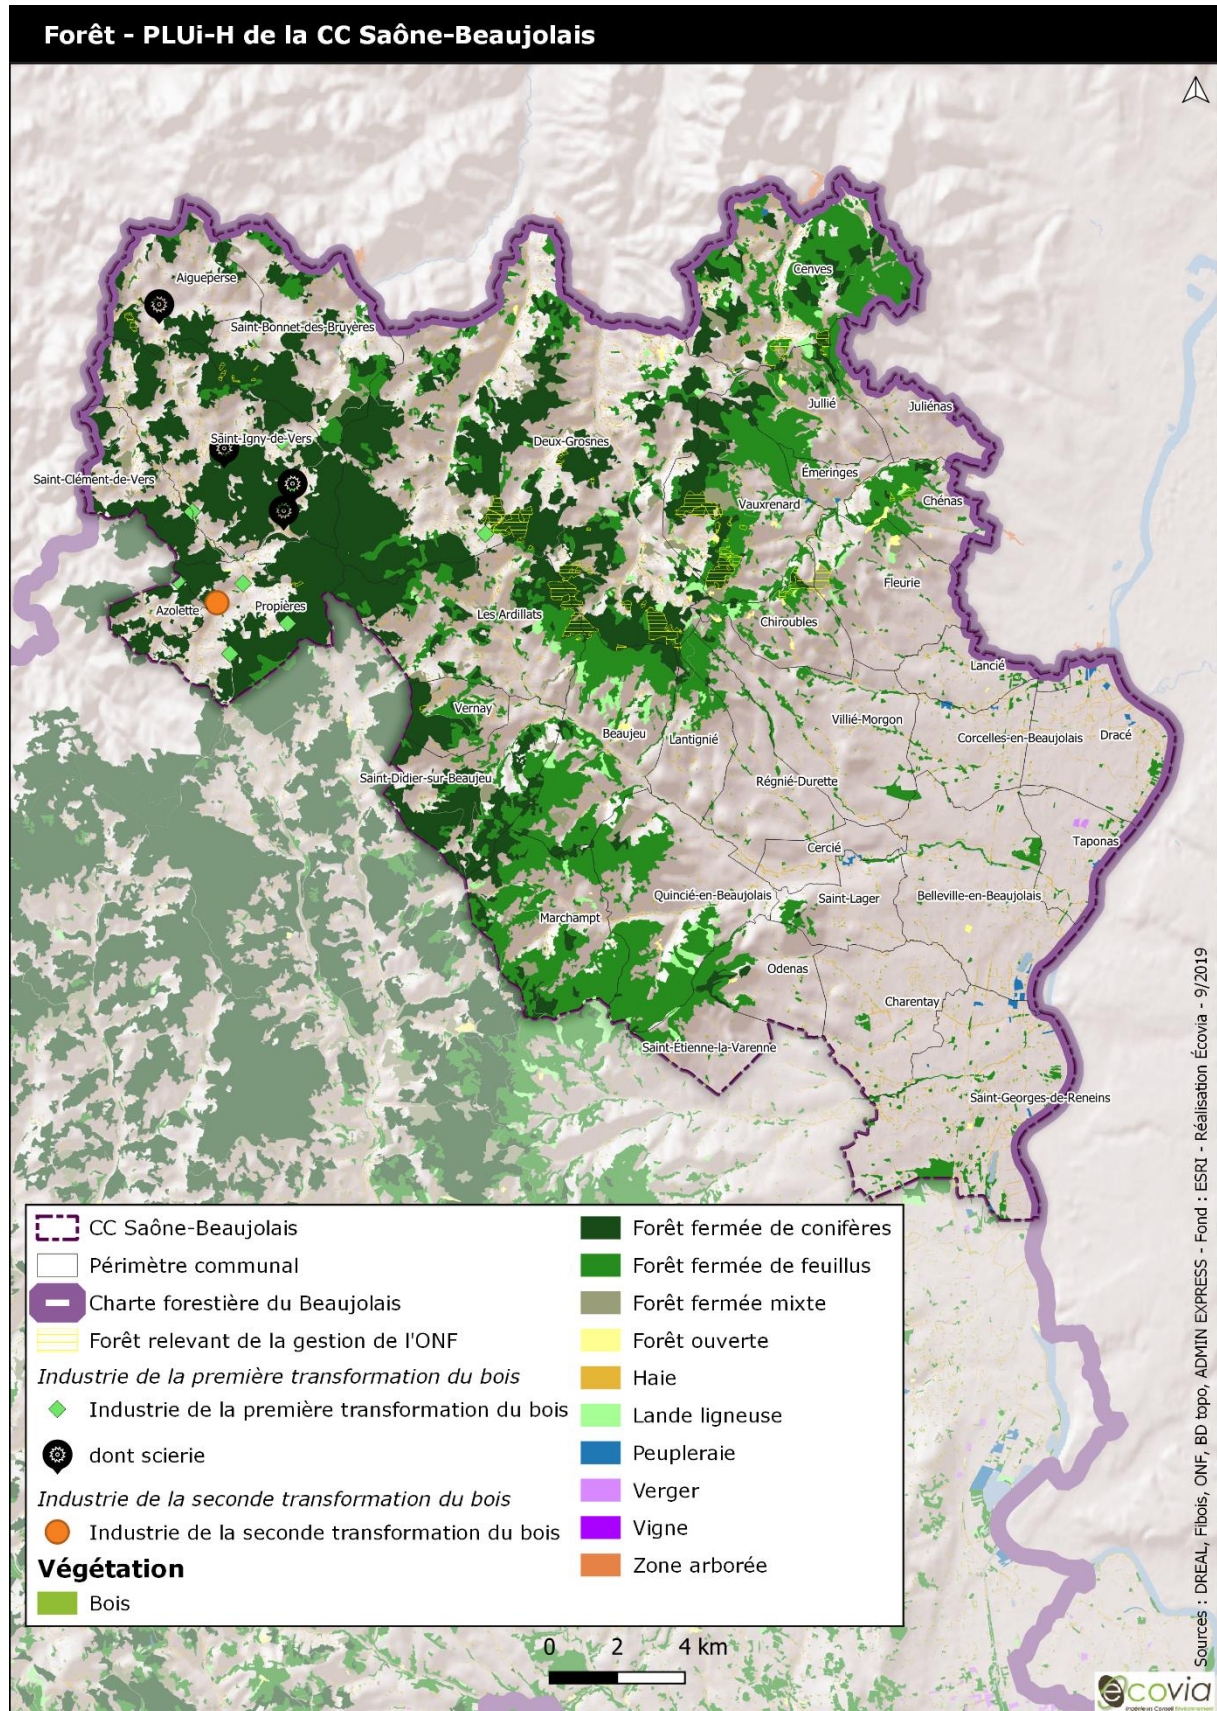 Forêt - PLUi-H de la CC Saône-Beaujolais
Aigueperse
Cenves
Saint-Bonnet-des-Bruyères
Jullié
Juliénas
Saint-Igny-de-Vers
Deux-Grosnes
Saint-Clément-de-Vers
Émeringes
Vauxrenard
Chénas
Fleurie
Azolette
Propières
Les Ardillats
Chiroubles
Lancié
Vernay
Villié-Morgon
Beaujeu
Lantignié
Corcelles-en-Beaujolais
Dracé
Saint-Didier-sur-Beaujeu
Régnié-Durette
Taponas
Cercié
Quincié-en-Beaujolais
Saint-Lager
Belleville-en-Beaujolais
Marchampt
Odenas
Charentay
Saint-Etienne-la-Varenne
Saint-Georges-de-Reneins
CC Saône-Beaujolais
Périmètre communal
Charte forestière du Beaujolais
Forêt relevant de la gestion de l'ONF
Industrie de la première transformation du bois
Industrie de la première transformation du bois
dont scierie
Industrie de la seconde transformation du bois
Industrie de la seconde transformation du bois
Végétation
Bois
Forêt fermée de conifères
Forêt fermée de feuillus
Forêt fermée mixte
Forêt ouverte
Haie
Lande ligneuse
Peupleraie
Verger
Vigne
Zone arborée
0 2 4 km
Sources : DREAL, Fibois, ONF, BD topo, ADMIN EXPRESS - Fond : ESRI - Réalisation Écovia - 9/2019
écovia